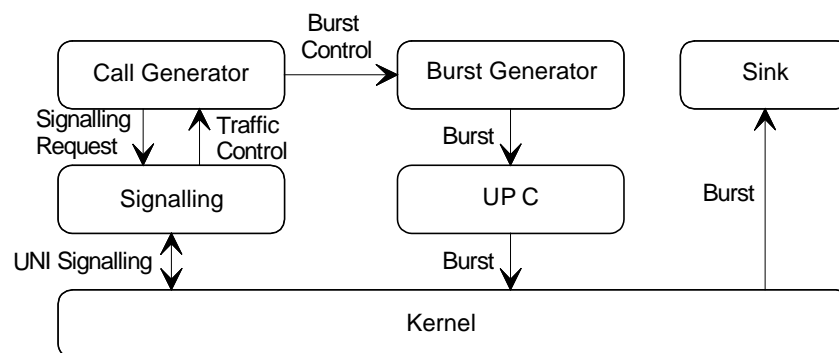 Burst
Control
Call Generator
Burst Generator
Sink
Signalling
Request
Traffic
Control
Burst
Signalling
UP C
Burst
UNI Signalling
Burst
Kernel